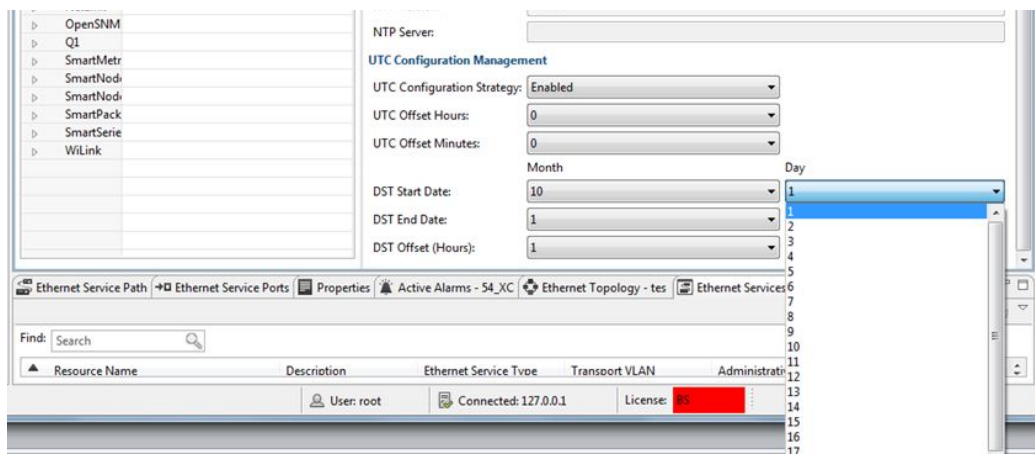 OpenSNM
Q1
SmartMetr
SmartNod
SmartNod
SmartPack
SmartSerie
WiLink
NTP Server:
UTC Configuration Management
UTC Configuration Strategy: Enabled
UTC Offset Hours: 0
UTC Offset Minutes: 0
Month Day
DST Start Date: 10 1
DST End Date: 1
DST Offset (Hours): 1
1
2
3
4
5
6
7
8
9
10
11
12
13
14
15
16
17
Ethernet Service Path Ethernet Service Ports Properties Active Alarms - 54_XC Ethernet Topology - tes Ethernet Services
Find: Search
Resource Name Description Ethernet Service Type Transport VLAN Administrati
User: root Connected: 127.0.0.1 License: BS